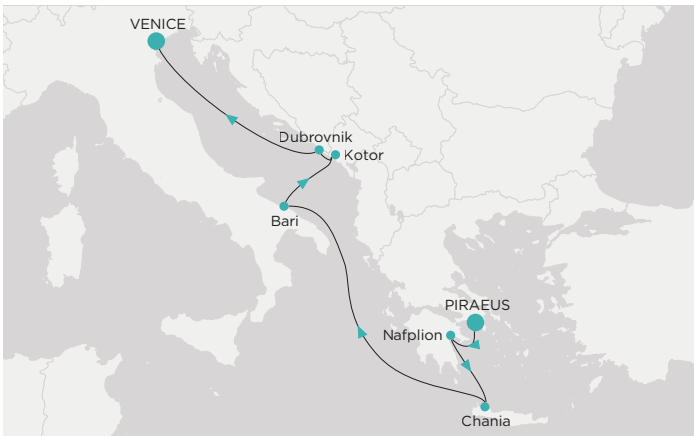 VENICE
Dubrovnik
Kotor
Bari
PIRAEUS
Nafplion
Chania